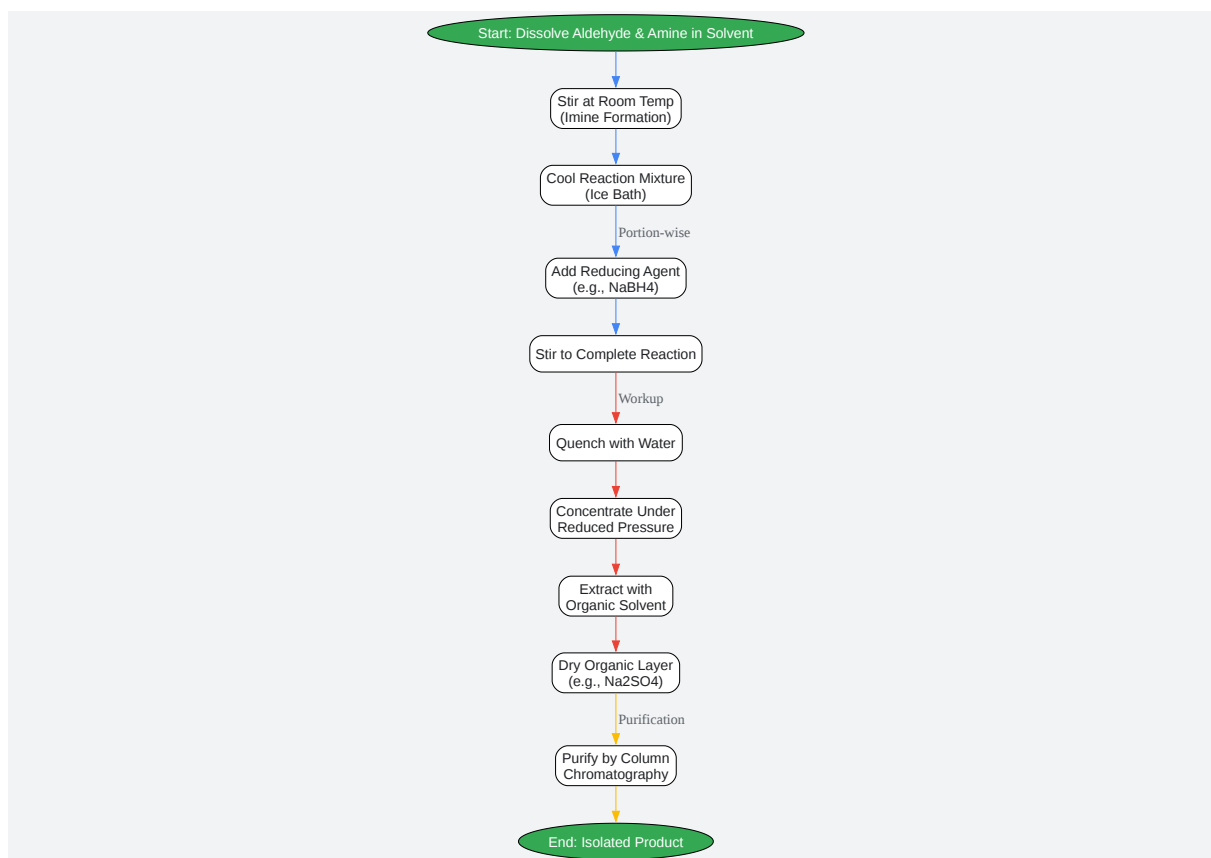 Start: Dissolve Aldehyde & Amine in Solvent
Stir at Room Temp
(Imine Formation)
Cool Reaction Mixture
(Ice Bath)
Portion-wise
Add Reducing Agent
(e.g., NaBH4)
Stir to Complete Reaction
Workup
Quench with Water
Concentrate Under
Reduced Pressure
Extract with
Organic Solvent
Dry Organic Layer
(e.g., Na2SO4)
Purification
Purify by Column
Chromatography
End: Isolated Product